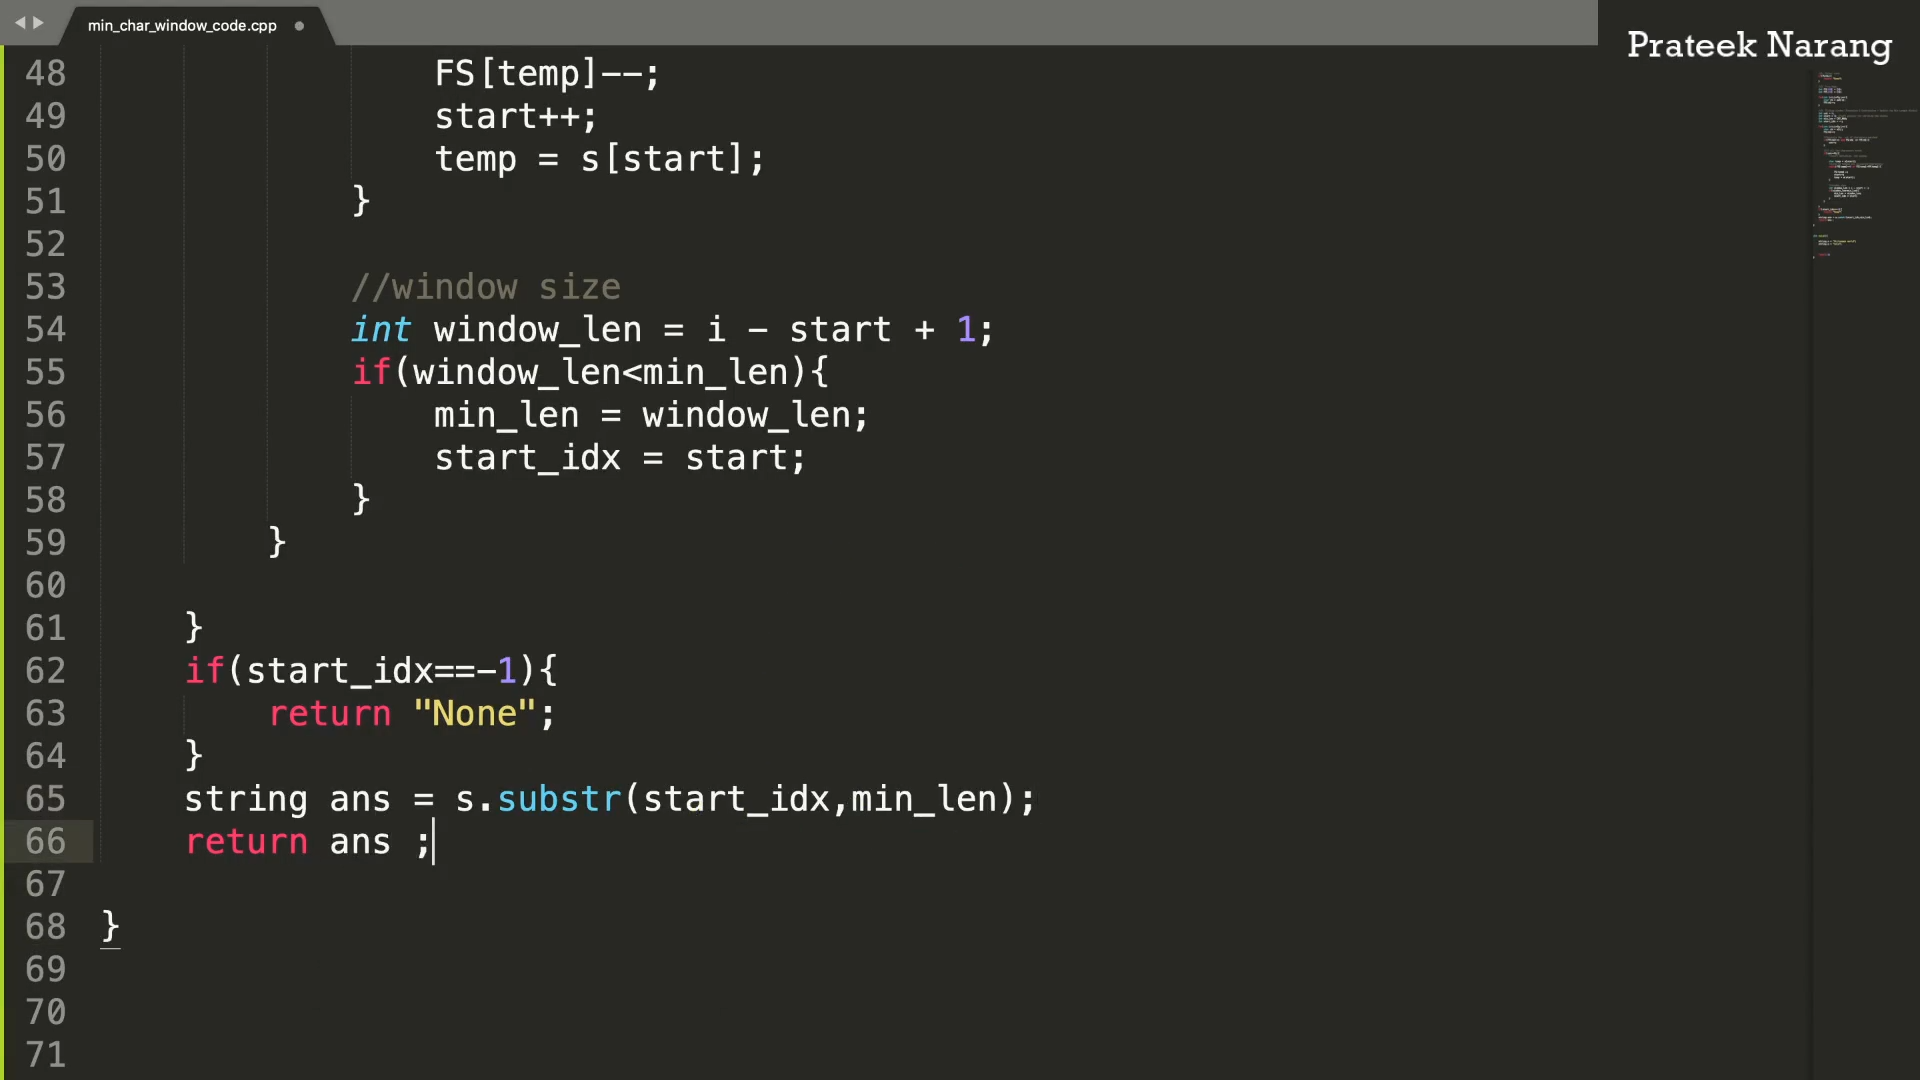 min_char_window_code.cpp
Prateek Narang
48 FS[temp]--;
49 start++;
50 temp = s[start];
51 }
52
53 //window size
54 int window_len = i - start + 1;
55 if(window_len<min_len){
56 min_len = window_len;
57 start_idx = start;
58 }
59 }
60
61 }
62 if(start_idx==-1){
63 return "None";
64 }
65 string ans = s.substr(start_idx,min_len);
66 return ans ;
67
68 }
69
70
71